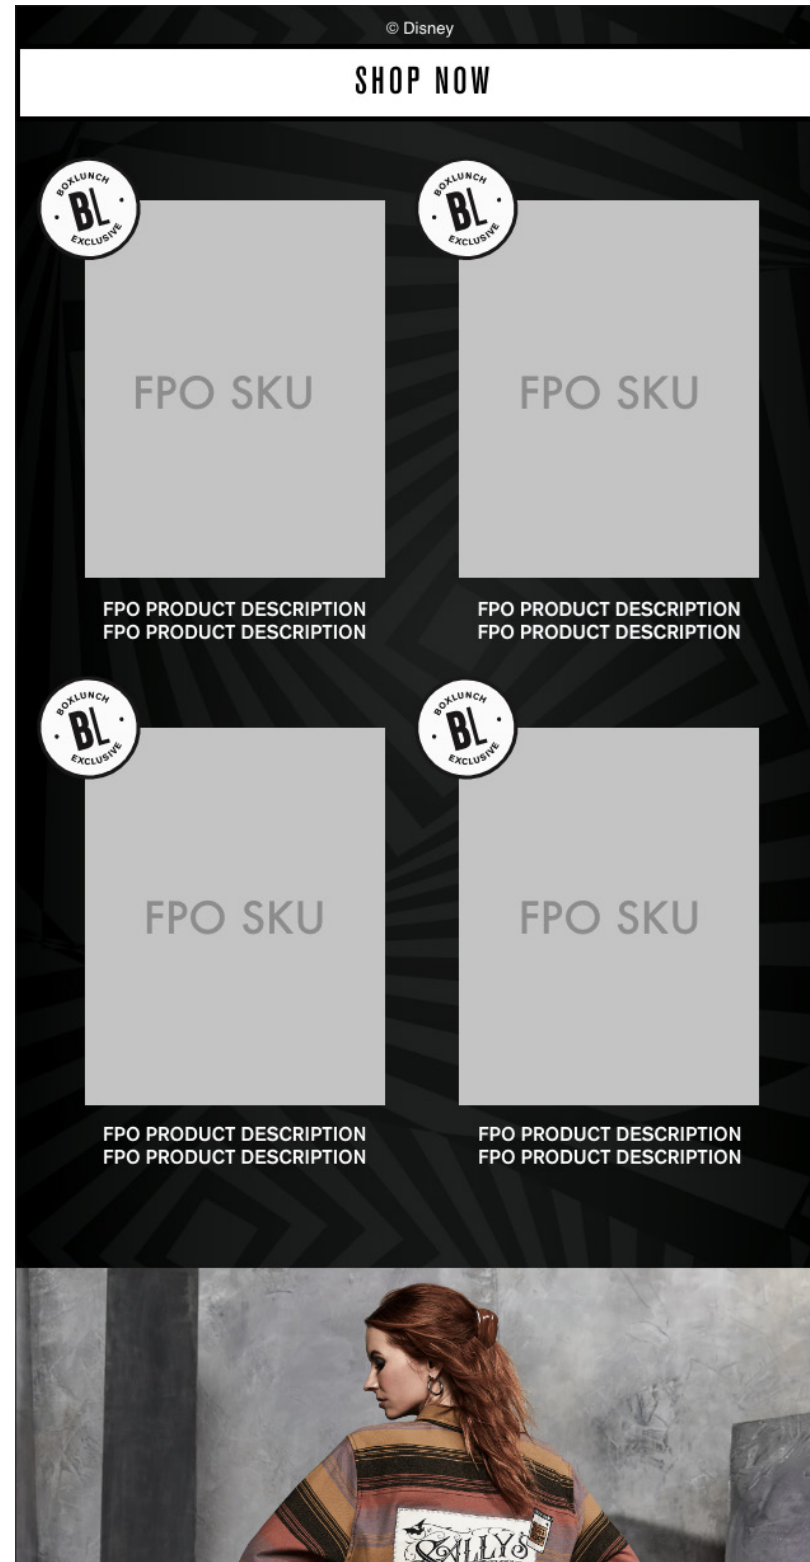 © Disney
SHOP NOW
BOXLUNCH
BL
EXCLUSIVE
BOXLUNCH
BL
EXCLUSIVE
FPO SKU
FPO SKU
FPO PRODUCT DESCRIPTION
FPO PRODUCT DESCRIPTION
FPO PRODUCT DESCRIPTION
FPO PRODUCT DESCRIPTION
BOXLUNCH
BL
EXCLUSIVE
BOXLUNCH
BL
EXCLUSIVE
FPO SKU
FPO SKU
FPO PRODUCT DESCRIPTION
FPO PRODUCT DESCRIPTION
FPO PRODUCT DESCRIPTION
FPO PRODUCT DESCRIPTION
SALLYS